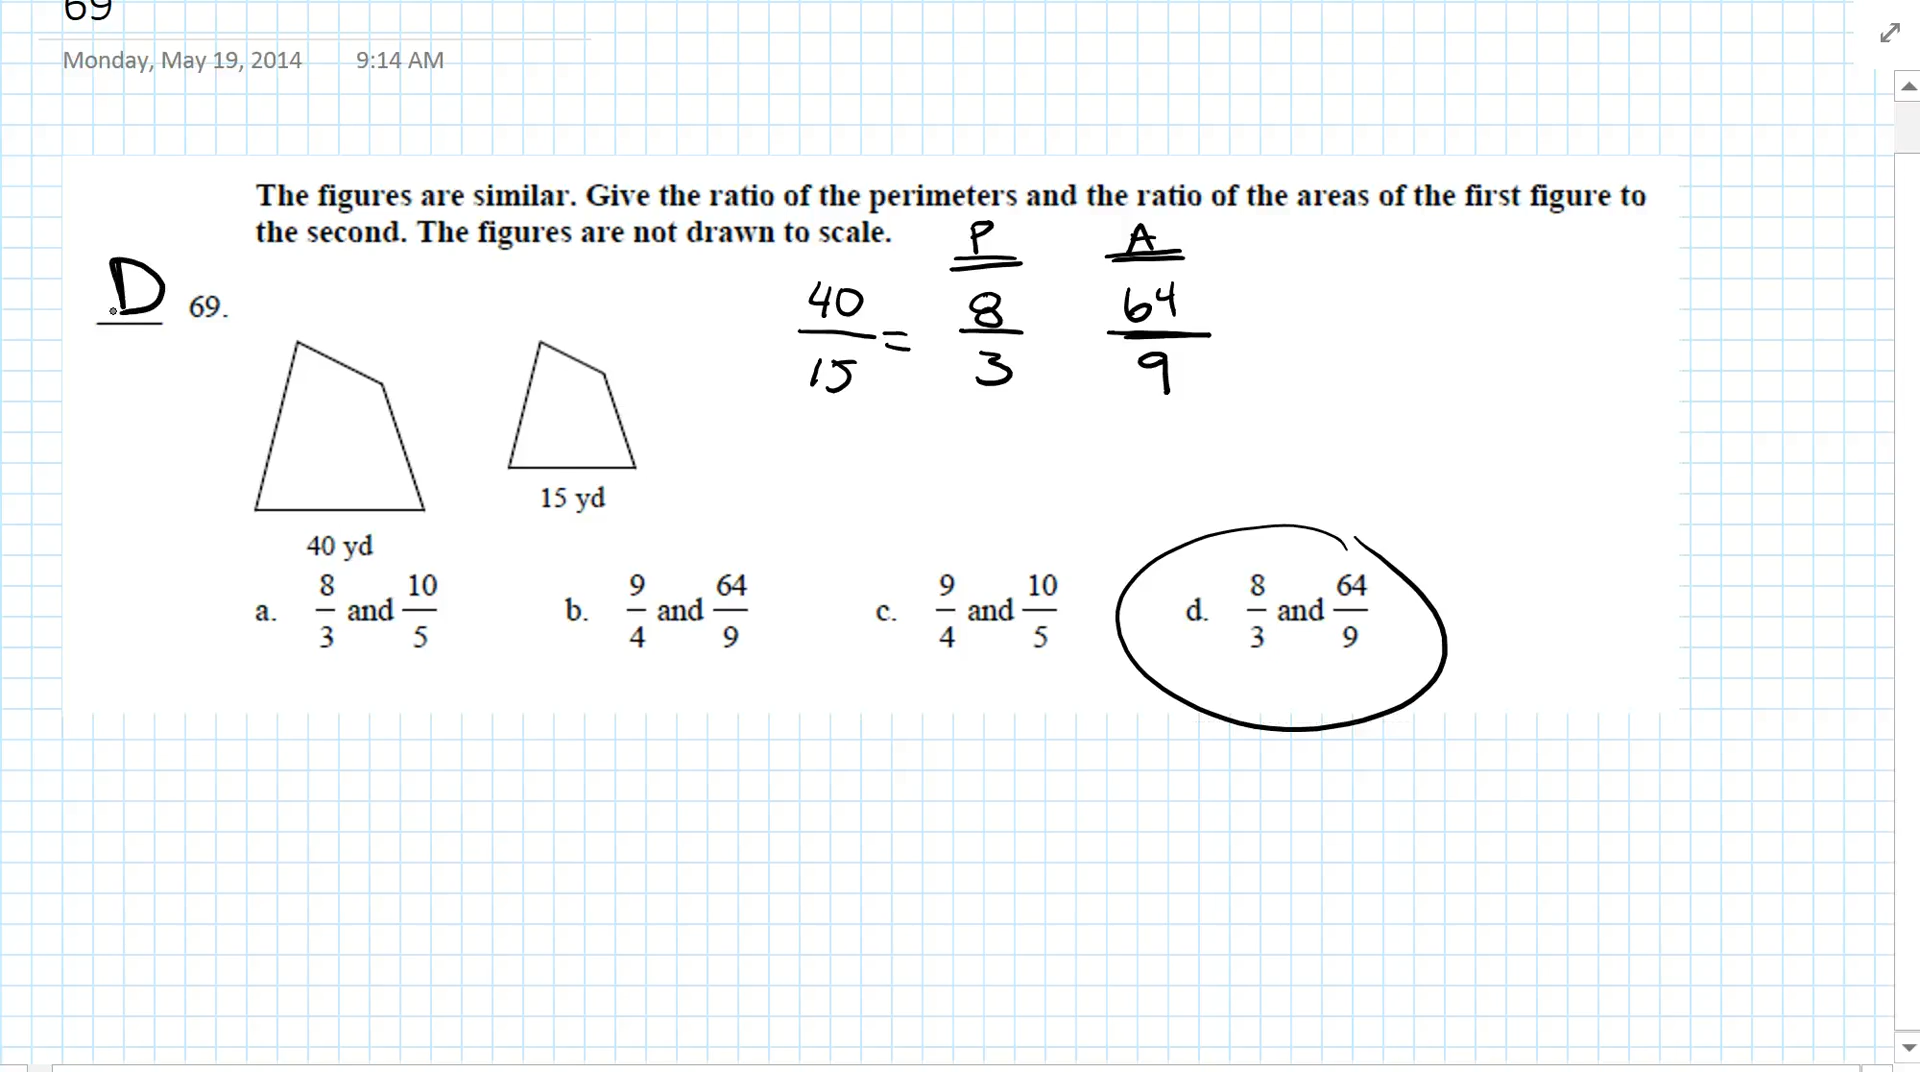 69
Monday, May 19, 2014 9:14 AM
The figures are similar. Give the ratio of the perimeters and the ratio of the areas of the first figure to
the second. The figures are not drawn to scale.
P A
D 69.
40/15 = 8/3 64/9
15 yd
40 yd
a. 8/3 and 10/5 b. 9/4 and 64/9 c. 9/4 and 10/5 d. 8/3 and 64/9